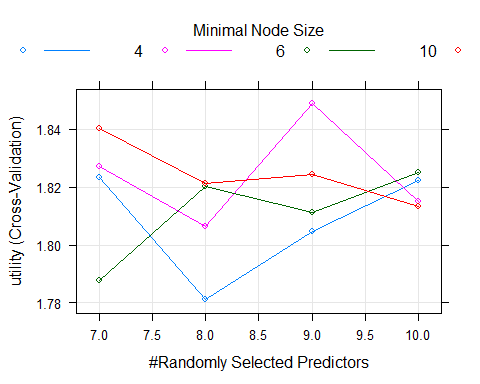 Minimal Node Size
4 6 10
1.84
1.82
1.80
1.78
utility (Cross-Validation)
7.0 7.5 8.0 8.5 9.0 9.5 10.0
#Randomly Selected Predictors